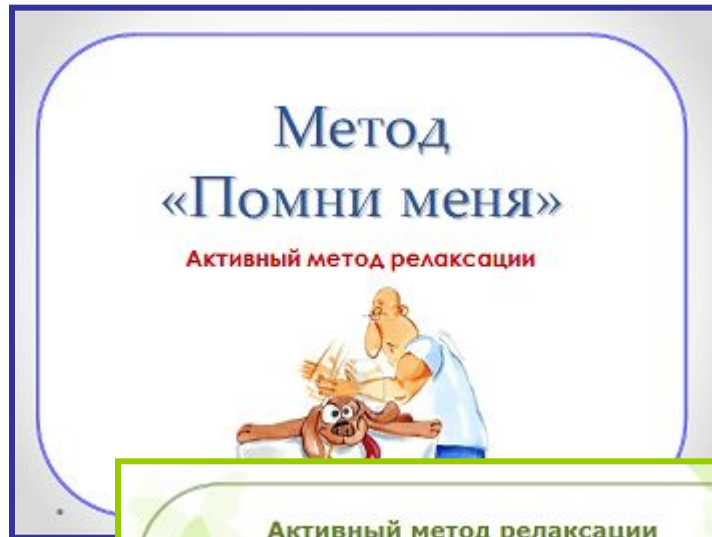 Метод
«Помни меня»
Активный метод релаксации
Активный метод релаксации